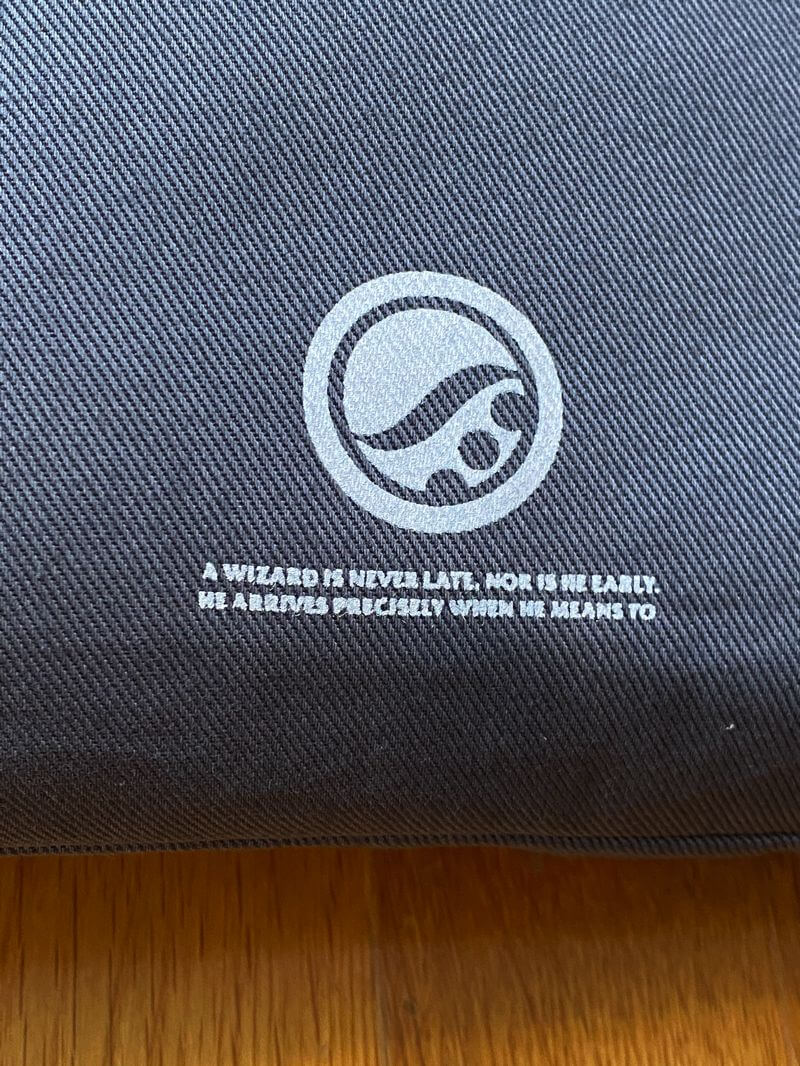 A WIZARD IS NEVER LATE, NOR IS HE EARLY.
HE ARRIVES PRECISELY WHEN HE MEANS TO